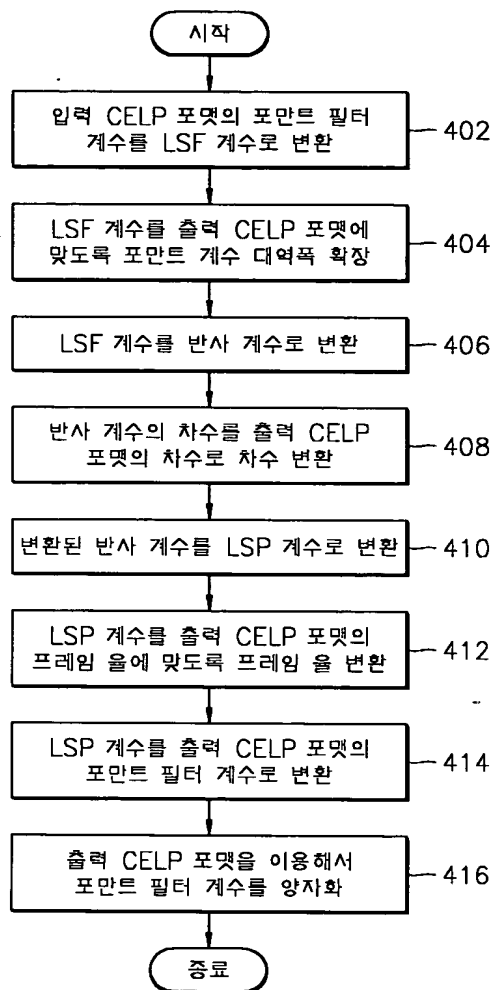 시작
입력 CELP 포맷의 포만트 필터
계수를 LSF 계수로 변환
402
LSF 계수를 출력 CELP 포맷에
맞도록 포만트 계수 대역폭 확장
404
LSF 계수를 반사 계수로 변환
406
반사 계수의 차수를 출력 CELP
포맷의 차수로 차수 변환
408
변환된 반사 계수를 LSP 계수로 변환
410
LSP 계수를 출력 CELP 포맷의
프레임 율에 맞도록 프레임 율 변환
412
LSP 계수를 출력 CELP 포맷의
포만트 필터 계수로 변환
414
출력 CELP 포맷을 이용해서
포만트 필터 계수를 양자화
416
종료